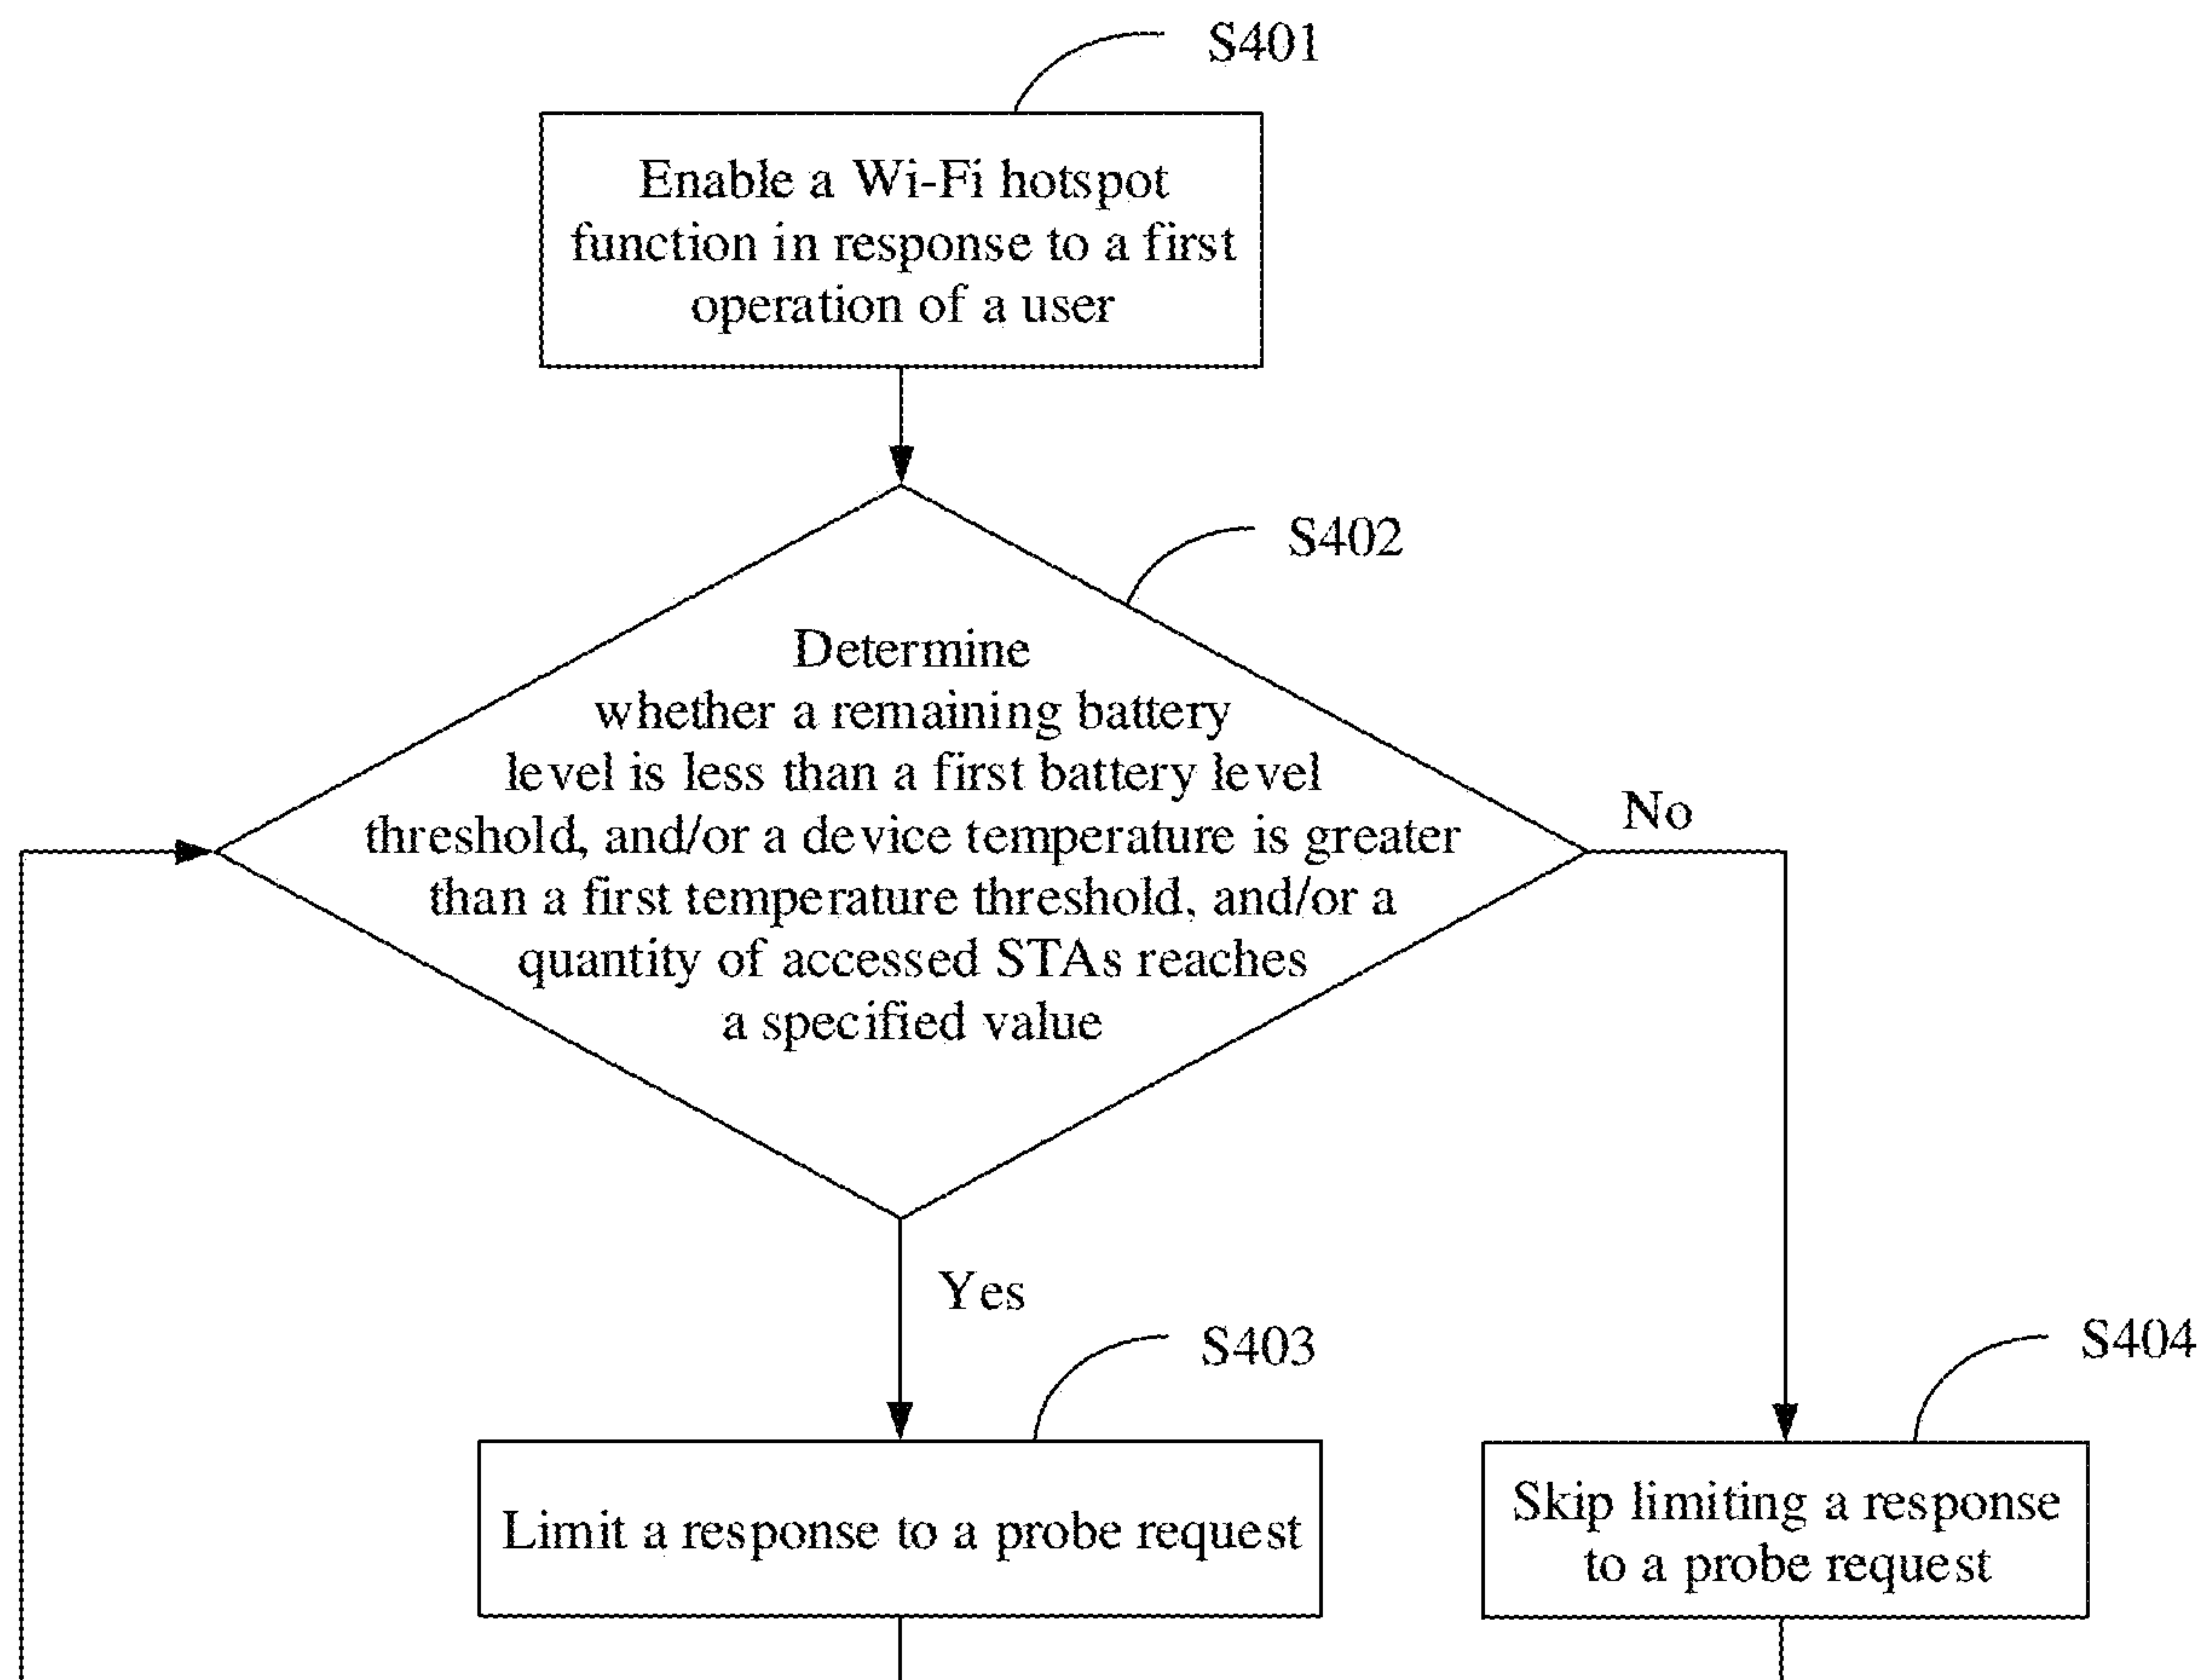 S401
Enable a Wi-Fi hotspot
function in response to a first
operation of a user
S402
Determine
whether a remaining battery
level is less than a first battery level
threshold, and/or a device temperature is greater
than a first temperature threshold, and/or a
quantity of accessed STAs reaches
a specified value
No
Yes
S403
S404
Limit a response to a probe request
Skip limiting a response
to a probe request